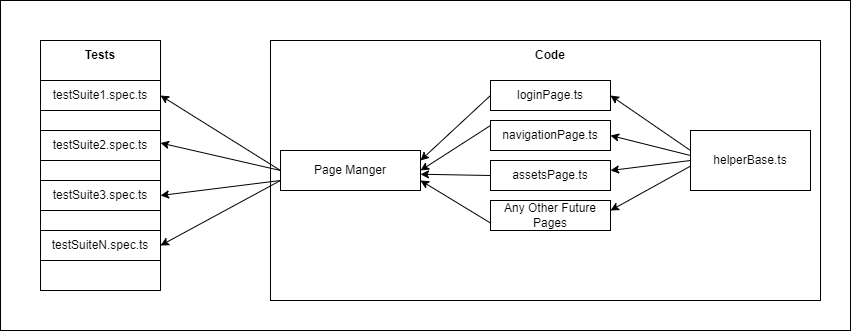 Tests
testSuite1.spec.ts
testSuite2.spec.ts
testSuite3.spec.ts
testSuiteN.spec.ts
Code
Page Manger
loginPage.ts
navigationPage.ts
assetsPage.ts
Any Other Future
Pages
helperBase.ts